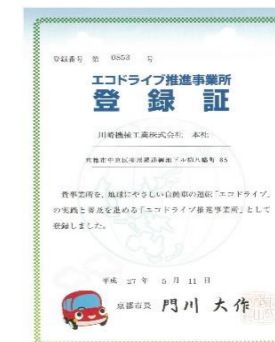 登録番号 第 0853 号
エコドライブ推進事業所
登録証
川崎機械工業株式会社 本社
貴事業所を、地球にやさしい自動車の運転「エコドライブ」
の実践と普及を進める「エコドライブ推進事業所」として
登録しました。
平成 27 年 5 月 11 日
京都市長 門川 大作